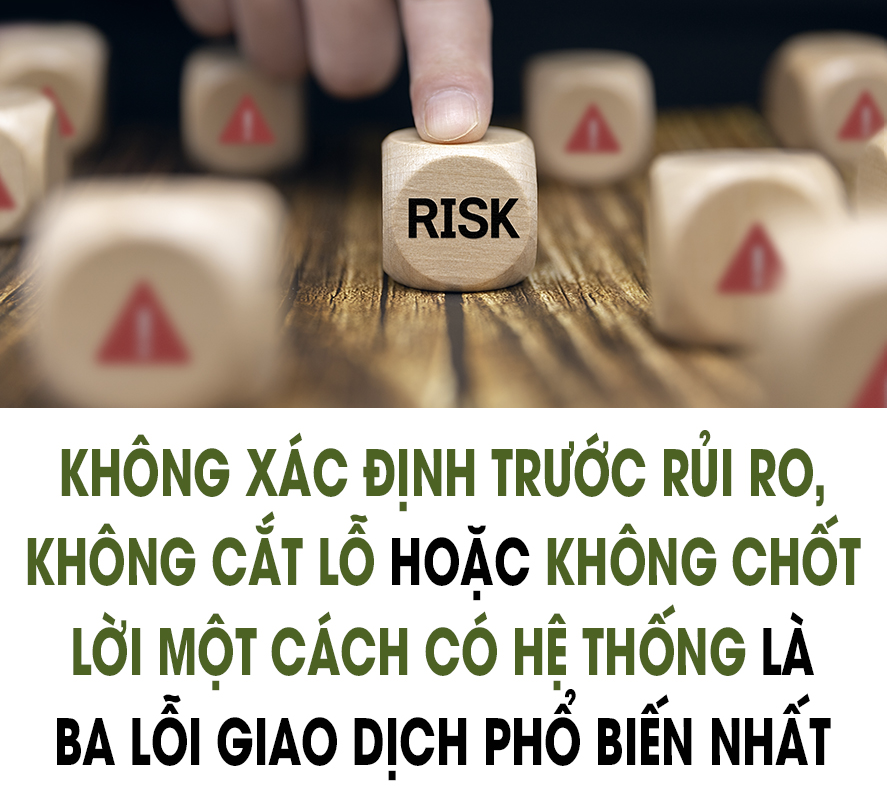 RISK
KHÔNG XÁC ĐỊNH TRƯỚC RỦI RO,
KHÔNG CẮT LỖ HOẶC KHÔNG CHỐT
LỜI MỘT CÁCH CÓ HỆ THỐNG LÀ
BA LỖI GIAO DỊCH PHỔ BIẾN NHẤT